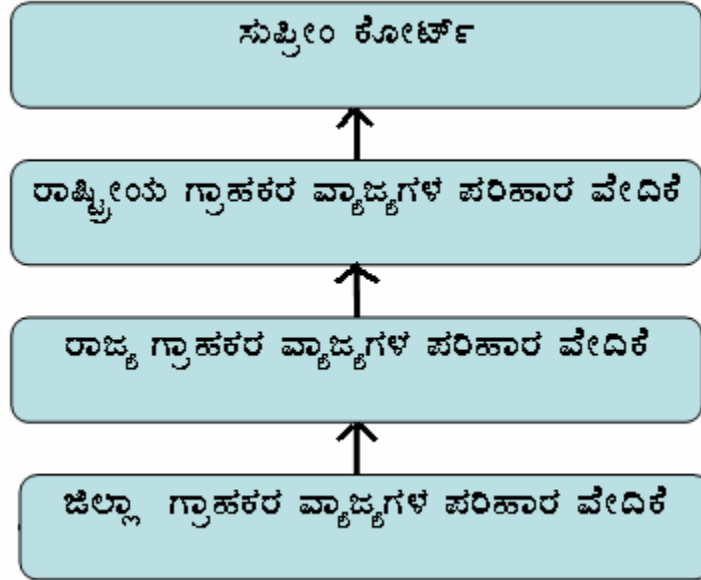 ಸುಪ್ರೀಂ ಕೋರ್ಟ್
ರಾಷ್ಟ್ರೀಯ ಗ್ರಾಹಕರ ವ್ಯಾಜ್ಯಗಳ ಪರಿಹಾರ ವೇದಿಕೆ
ರಾಜ್ಯ ಗ್ರಾಹಕರ ವ್ಯಾಜ್ಯಗಳ ಪರಿಹಾರ ವೇದಿಕೆ
ಜಿಲ್ಲಾ ಗ್ರಾಹಕರ ವ್ಯಾಜ್ಯಗಳ ಪರಿಹಾರ ವೇದಿಕೆ